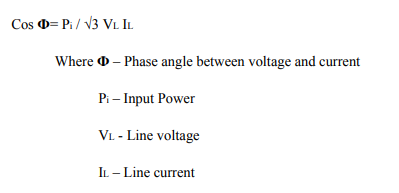 Cos Φ= Pi / √3 VL IL
Where Φ – Phase angle between voltage and current
Pi – Input Power
VL - Line voltage
IL – Line current